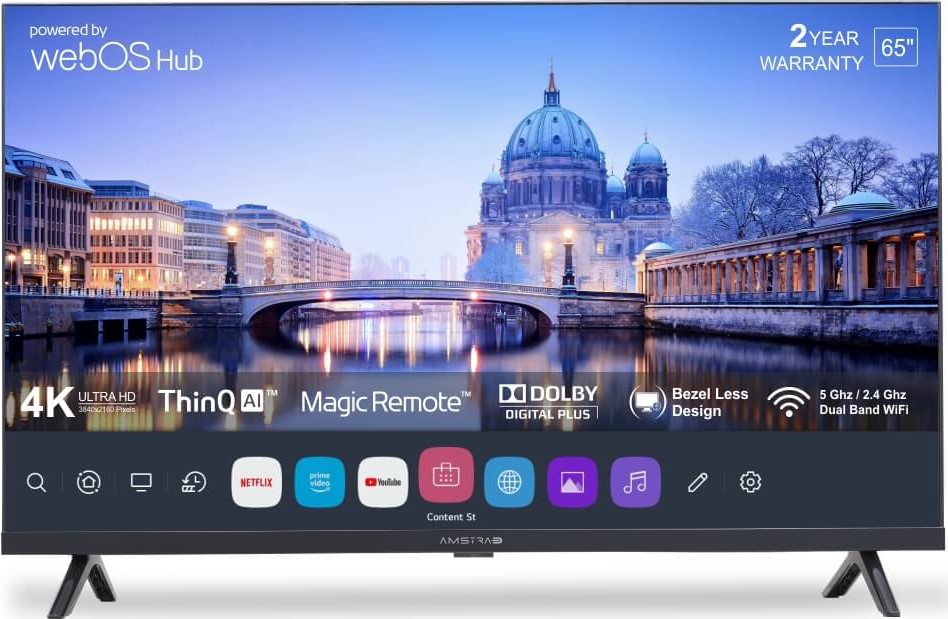 powered by
webOS Hub
2 YEAR
WARRANTY
65"
4K ULTRA HD
3840x2160 Pixels
ThinQ AI™
Magic Remote™
DOLBY
DIGITAL PLUS
Bezel Less
Design
5 Ghz / 2.4 Ghz
Dual Band WiFi
NETFLIX
prime
video
YouTube
Content St
AMSTRAD